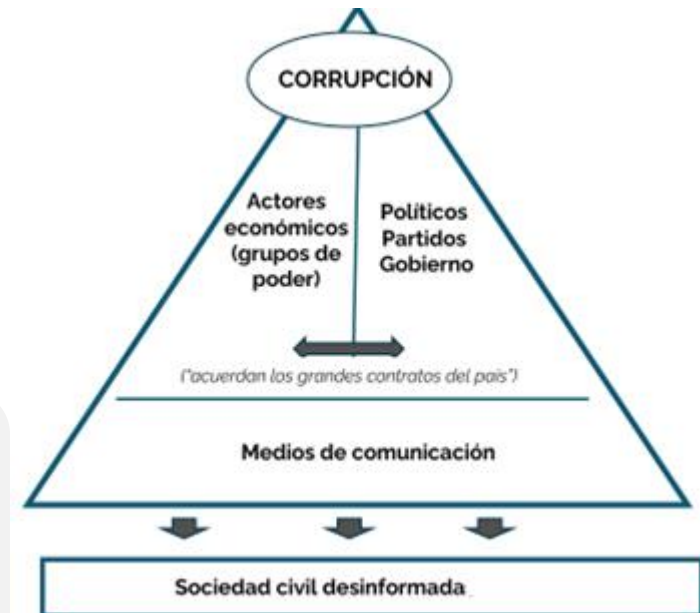 CORRUPCIÓN
Actores
económicos
(grupos de
poder)
Políticos
Partidos
Gobierno
("acuerdan los grandes contratos del país")
Medios de comunicación
Sociedad civil desinformada